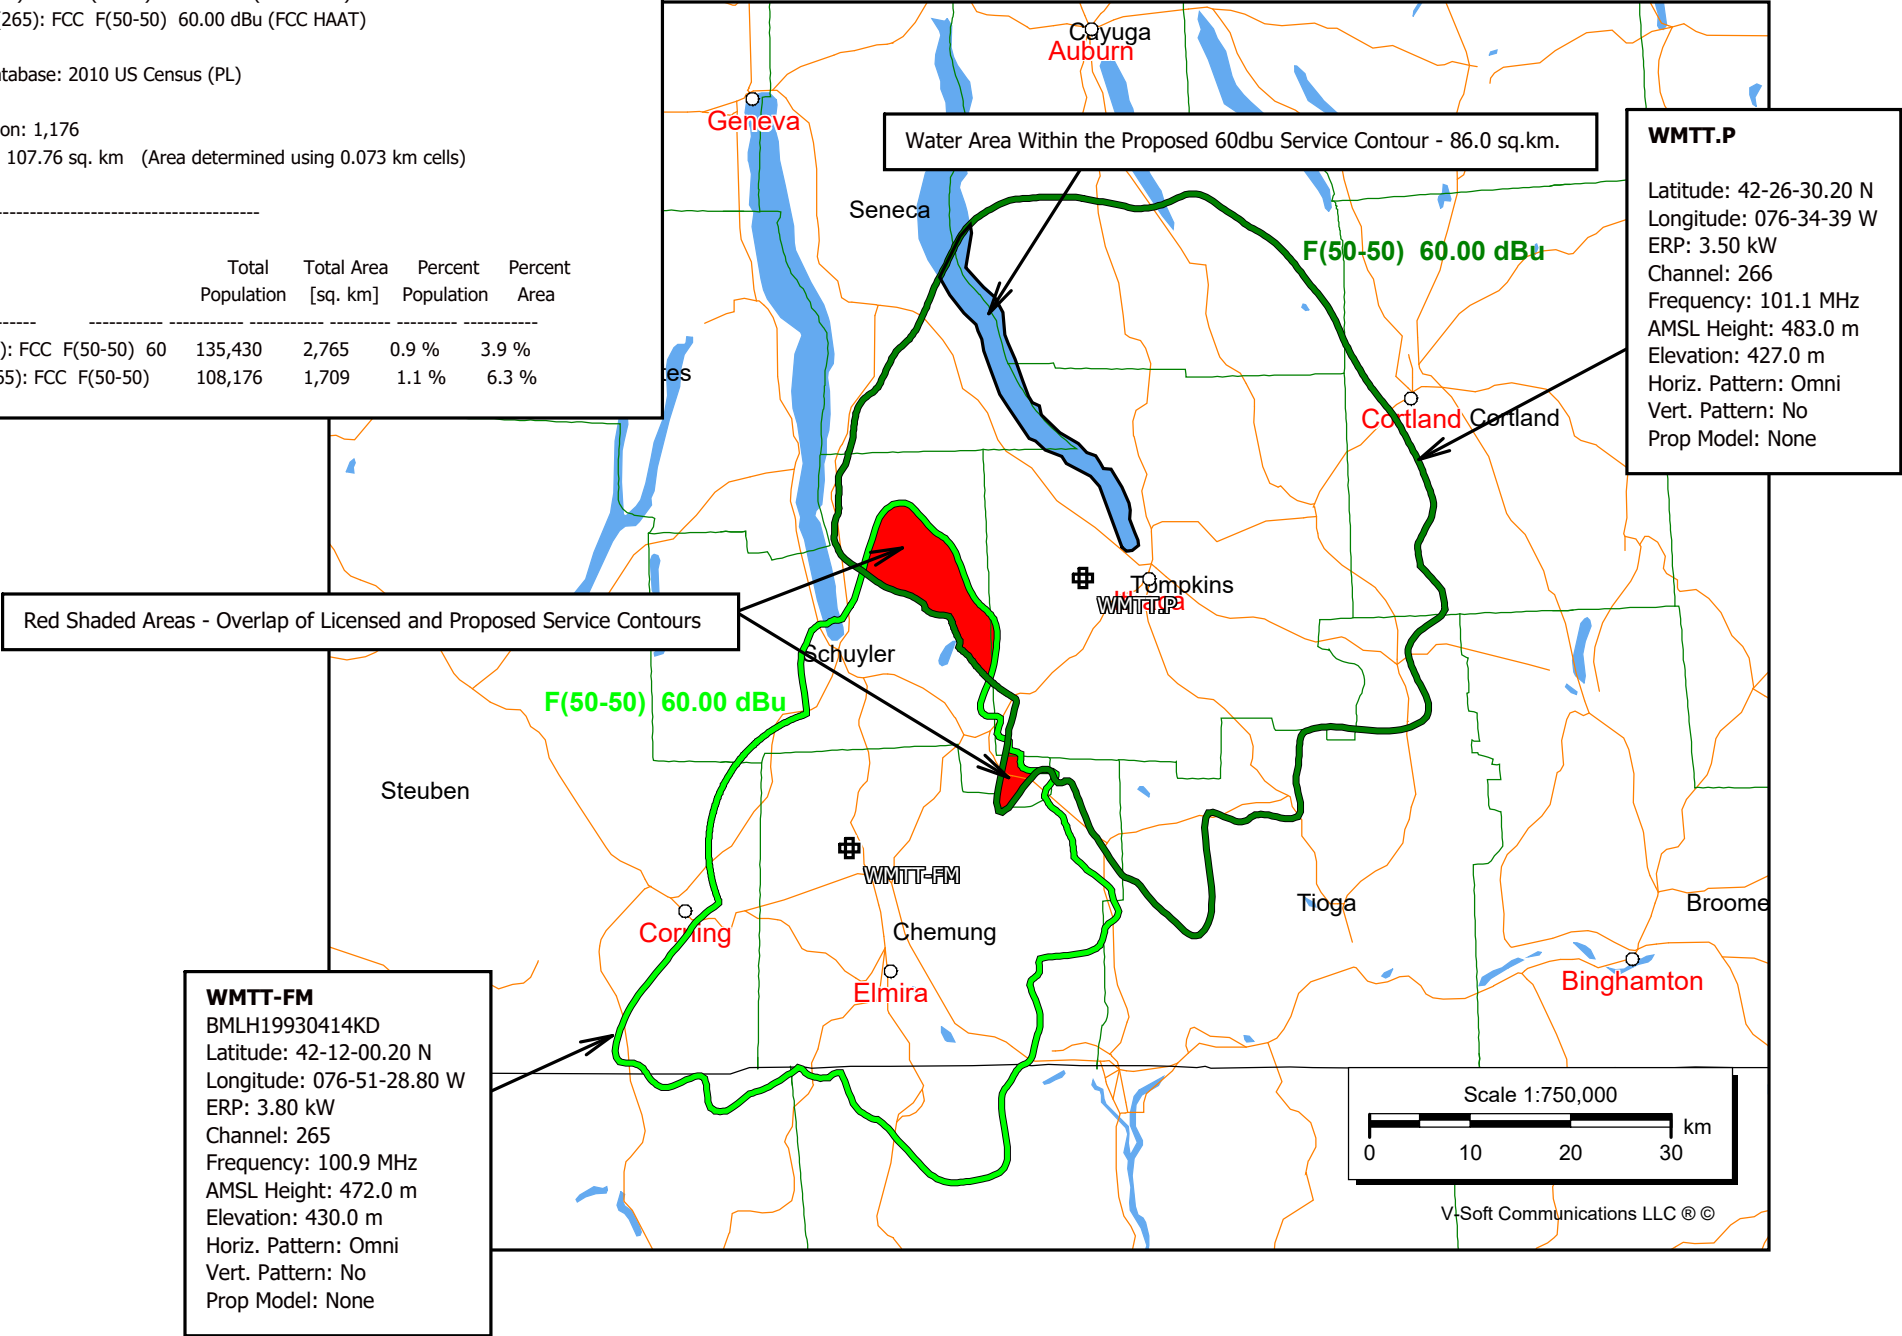 265): FCC F(50-50) 60.00 dBu (FCC HAAT)
tabase: 2010 US Census (PL)
on: 1,176
107.76 sq. km (Area determined using 0.073 km cells)
Total Total Area Percent Percent
Population [sq. km] Population Area
): FCC F(50-50) 60 135,430 2,765 0.9 % 3.9 %
65): FCC F(50-50) 108,176 1,709 1.1 % 6.3 %
Cayuga
Auburn
Geneva
Water Area Within the Proposed 60dbu Service Contour - 86.0 sq.km.
WMTT.P
Latitude: 42-26-30.20 N
Longitude: 076-34-39 W
ERP: 3.50 kW
Channel: 266
Frequency: 101.1 MHz
AMSL Height: 483.0 m
Elevation: 427.0 m
Horiz. Pattern: Omni
Vert. Pattern: No
Prop Model: None
Seneca
F(50-50) 60.00 dBu
tes
Cortland Cortland
Tompkins
WMTT.P
Red Shaded Areas - Overlap of Licensed and Proposed Service Contours
Schuyler
F(50-50) 60.00 dBu
Steuben
WMTT-FM
Tioga
Broome
Corning
Chemung
Elmira
Binghamton
WMTT-FM
BMLH19930414KD
Latitude: 42-12-00.20 N
Longitude: 076-51-28.80 W
ERP: 3.80 kW
Channel: 265
Frequency: 100.9 MHz
AMSL Height: 472.0 m
Elevation: 430.0 m
Horiz. Pattern: Omni
Vert. Pattern: No
Prop Model: None
Scale 1:750,000
km
0 10 20 30
V-Soft Communications LLC ® ©